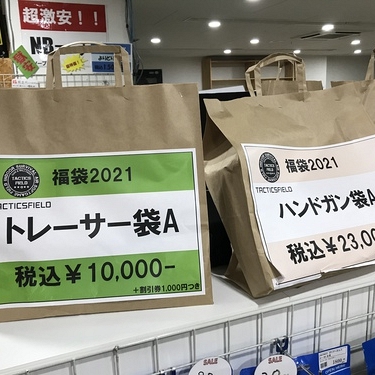 超激安！！
福袋2021
TACTICS
FIELD
TACTICSFIELD
トレーサー袋A
税込￥10,000-
＋割引券1,000円つき
福袋2021
TACTICS
FIELD
TACTICSFIELD
ハンドガン袋A
税込￥23,00
SALE
SALE